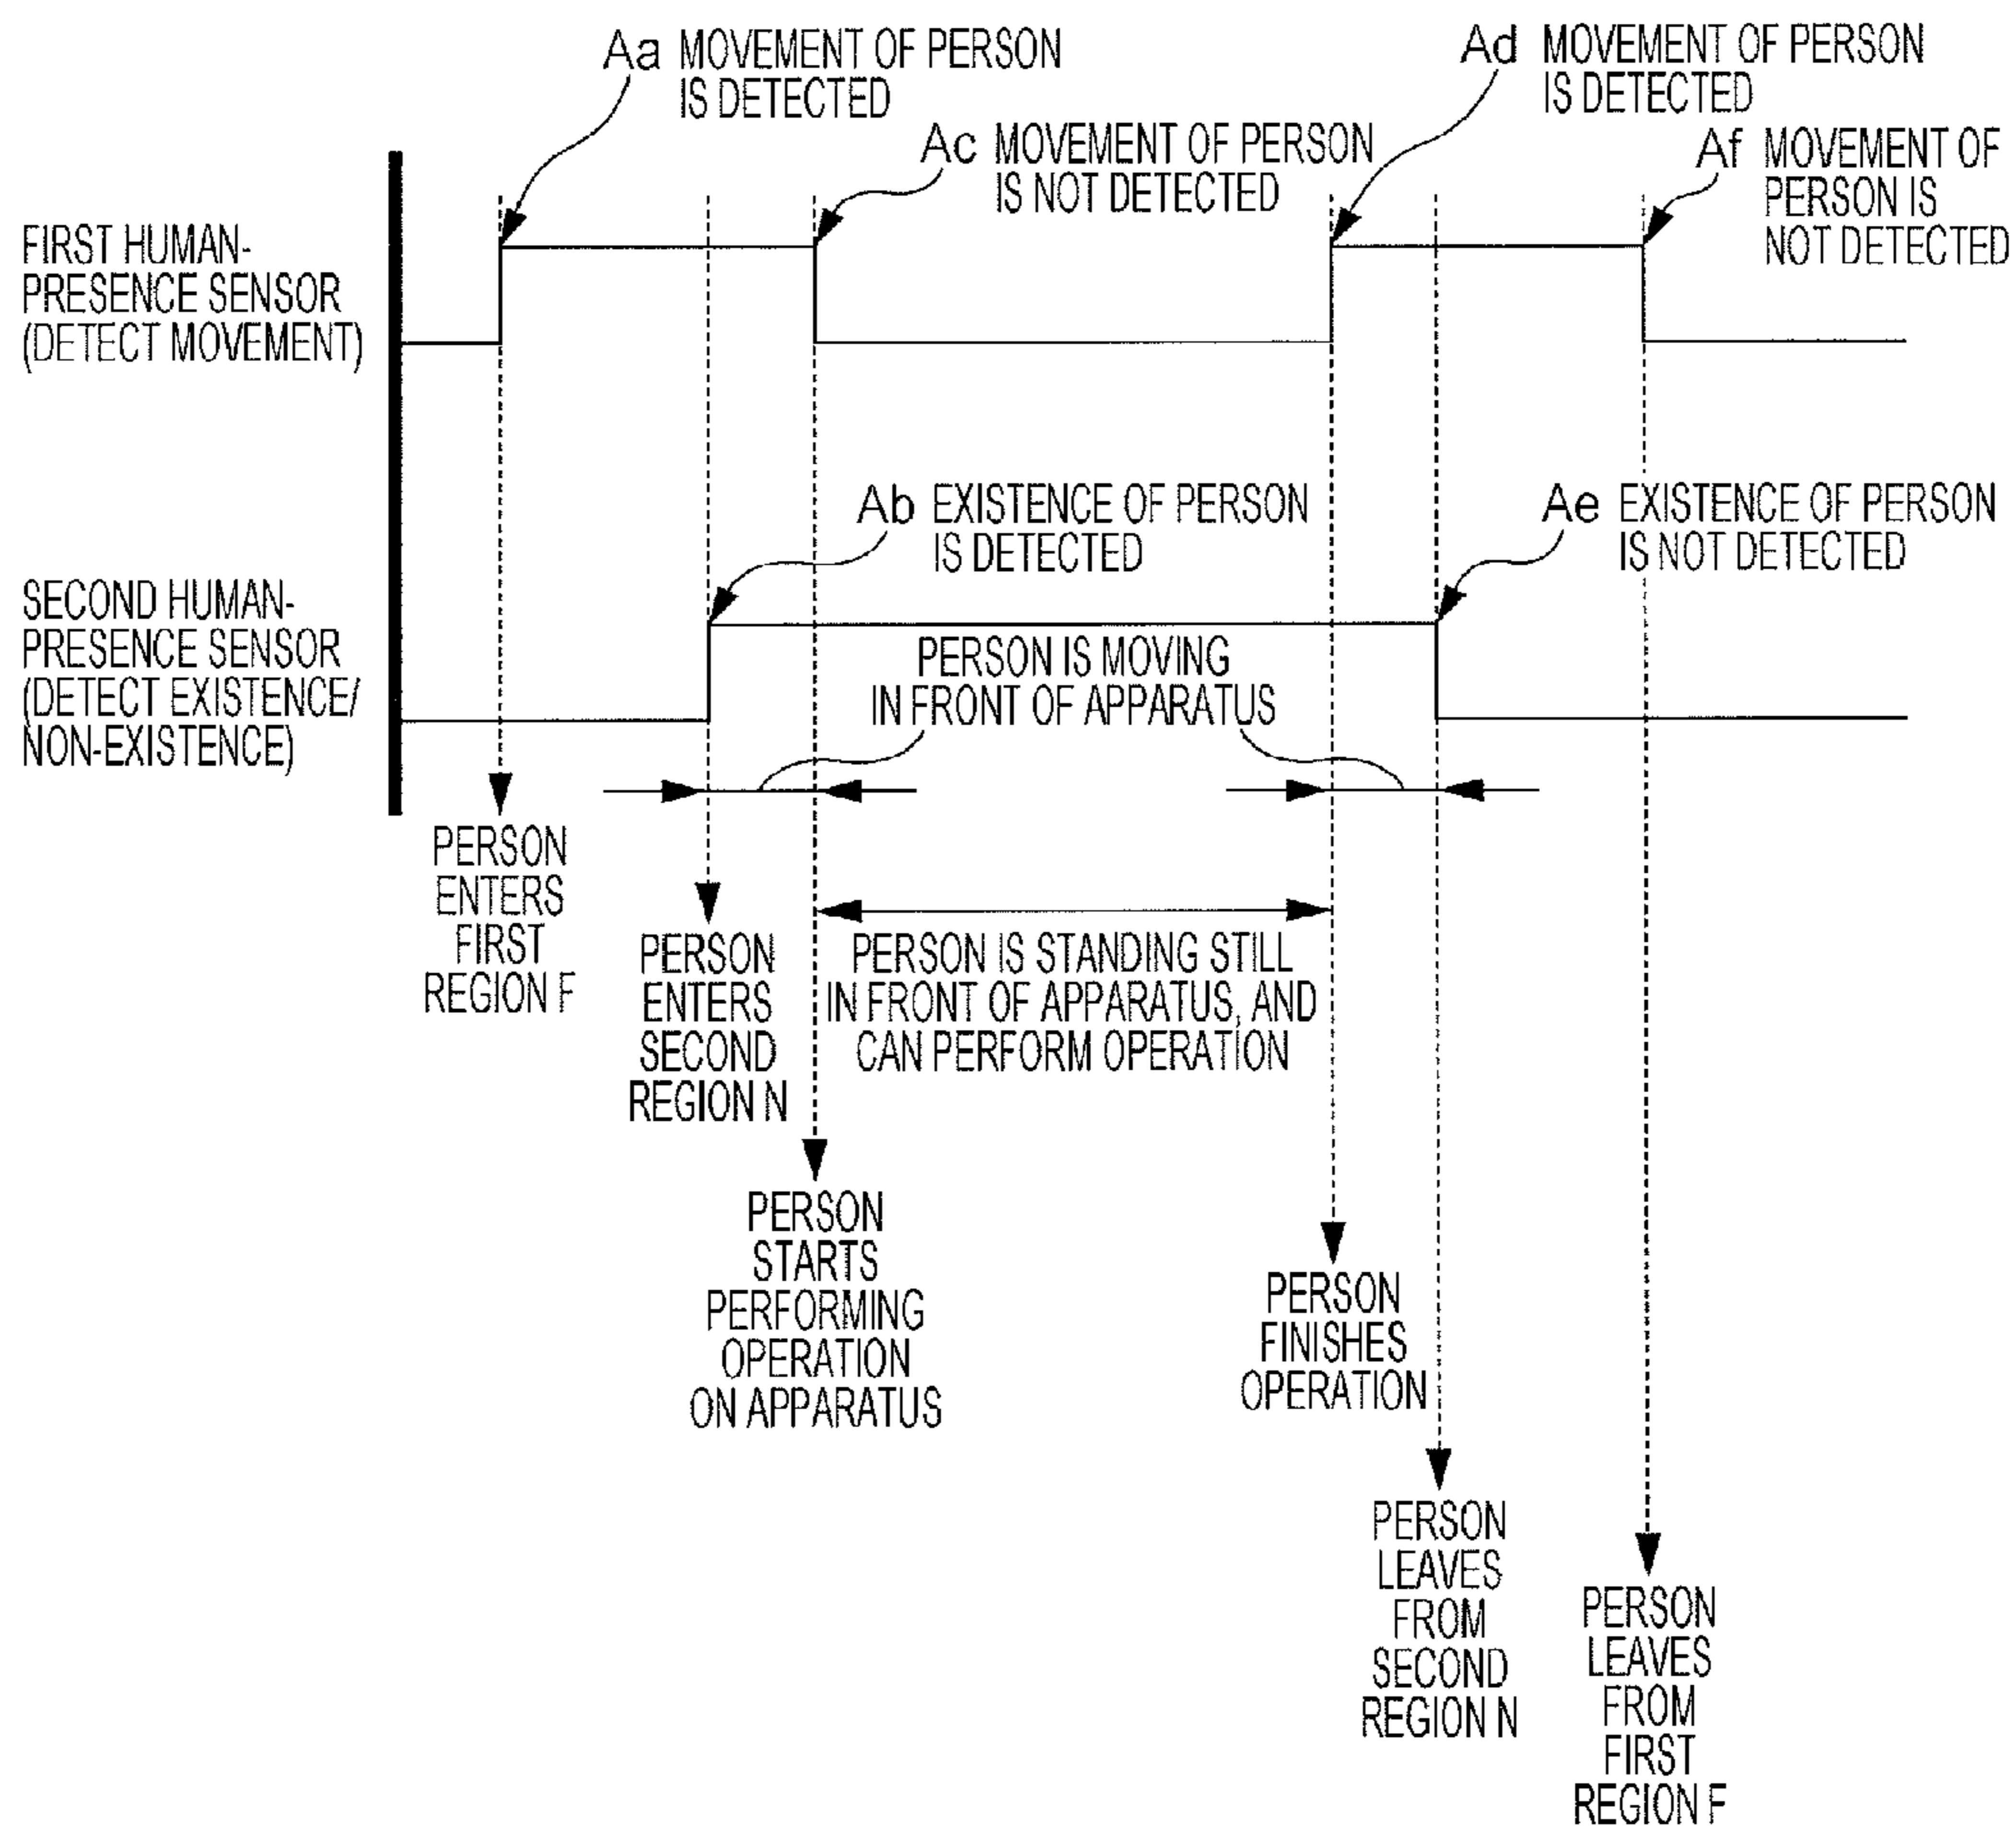 Aa MOVEMENT OF PERSON
IS DETECTED
Ac MOVEMENT OF PERSON
IS NOT DETECTED
Ad MOVEMENT OF PERSON
IS DETECTED
Af MOVEMENT OF
PERSON IS
NOT DETECTED
FIRST HUMAN-
PRESENCE SENSOR
(DETECT MOVEMENT)
Ab EXISTENCE OF PERSON
IS DETECTED
Ae EXISTENCE OF PERSON
IS NOT DETECTED
SECOND HUMAN-
PRESENCE SENSOR
(DETECT EXISTENCE/
NON-EXISTENCE)
PERSON IS MOVING
IN FRONT OF APPARATUS
PERSON
ENTERS
FIRST
REGION F
PERSON
ENTERS
SECOND
REGION N
PERSON IS STANDING STILL
IN FRONT OF APPARATUS, AND
CAN PERFORM OPERATION
PERSON
STARTS
PERFORMING
OPERATION
ON APPARATUS
PERSON
FINISHES
OPERATION
PERSON
LEAVES
FROM
SECOND
REGION N
PERSON
LEAVES
FROM
FIRST
REGION F